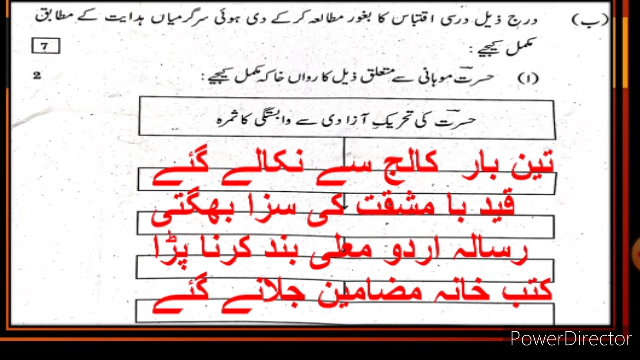 (ب) درج ذیل درسی اقتباس کا بغور مطالعہ کرکے دی ہوئی سرگرمیاں ہدایت کے مطابق
مکمل کیجیے : 7
(۱) حسرتؔ موہانی سے متعلق ذیل کا رواں خاکہ مکمل کیجیے : 2
حسرتؔ کی تحریکِ آزادی سے وابستگی کا ثمرہ
تین بار کالج سے نکالے گئے
قید با مشقت کی سزا بھگتی
رسالہ اردو معلی بند کرنا پڑا
کتب خانہ مضامین جلائے گئے
PowerDirector